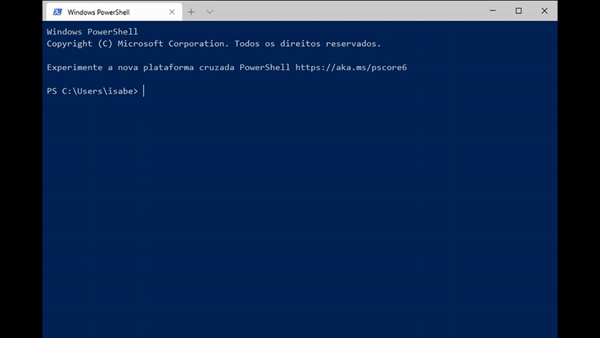 Windows PowerShell
Windows PowerShell
Copyright (C) Microsoft Corporation. Todos os direitos reservados.
Experimente a nova plataforma cruzada PowerShell https://aka.ms/pscore6
PS C:\Users\isabe>